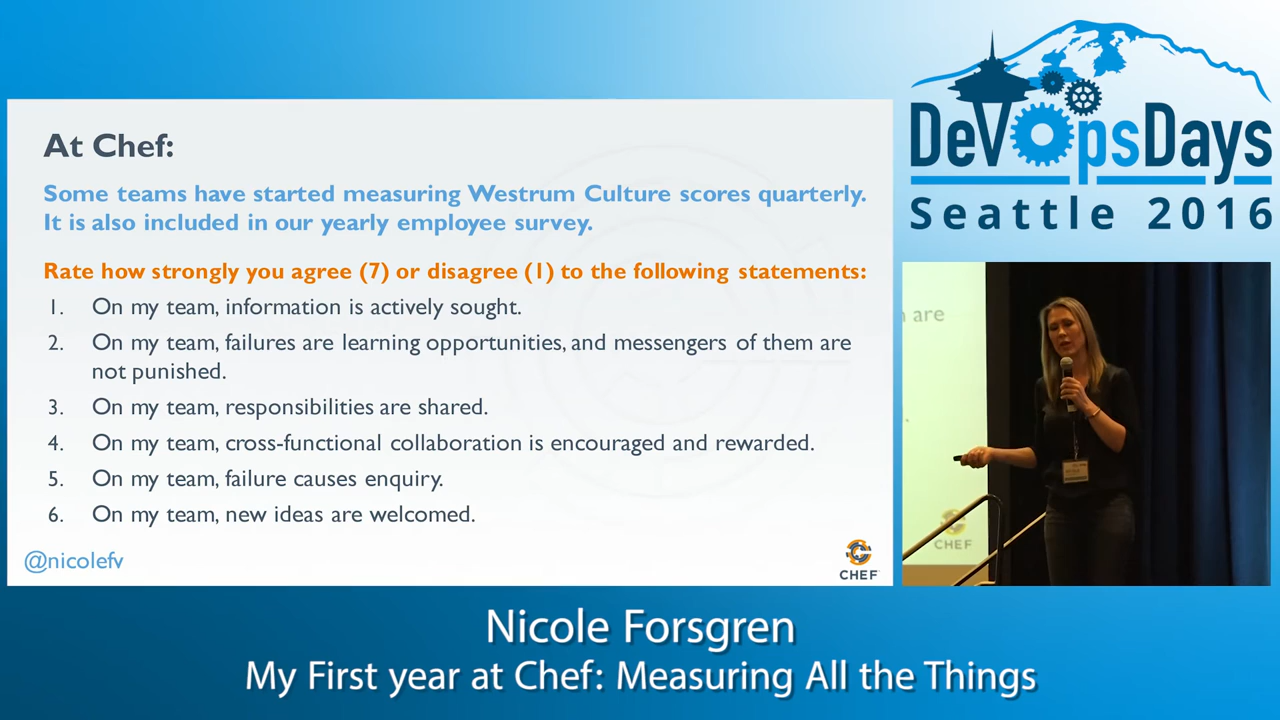 At Chef:
Some teams have started measuring Westrum Culture scores quarterly.
It is also included in our yearly employee survey.
Rate how strongly you agree (7) or disagree (1) to the following statements:
1. On my team, information is actively sought.
2. On my team, failures are learning opportunities, and messengers of them are
not punished.
3. On my team, responsibilities are shared.
4. On my team, cross-functional collaboration is encouraged and rewarded.
5. On my team, failure causes enquiry.
6. On my team, new ideas are welcomed.
@nicolefv
CHEF
DevOpsDays
Seattle 2016
are
CHEF
Nicole Forsgren
My First year at Chef: Measuring All the Things